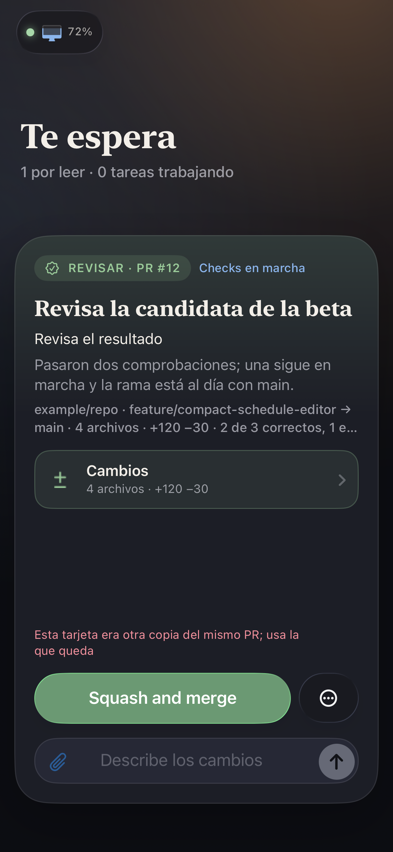 72%
Te espera
1 por leer · 0 tareas trabajando
REVISAR · PR #12 Checks en marcha
Revisa la candidata de la beta
Revisa el resultado
Pasaron dos comprobaciones; una sigue en
marcha y la rama está al día con main.
example/repo · feature/compact-schedule-editor →
main · 4 archivos · +120 −30 · 2 de 3 correctos, 1 e...
Cambios
4 archivos · +120 −30
Esta tarjeta era otra copia del mismo PR; usa la
que queda
Squash and merge
Describe los cambios